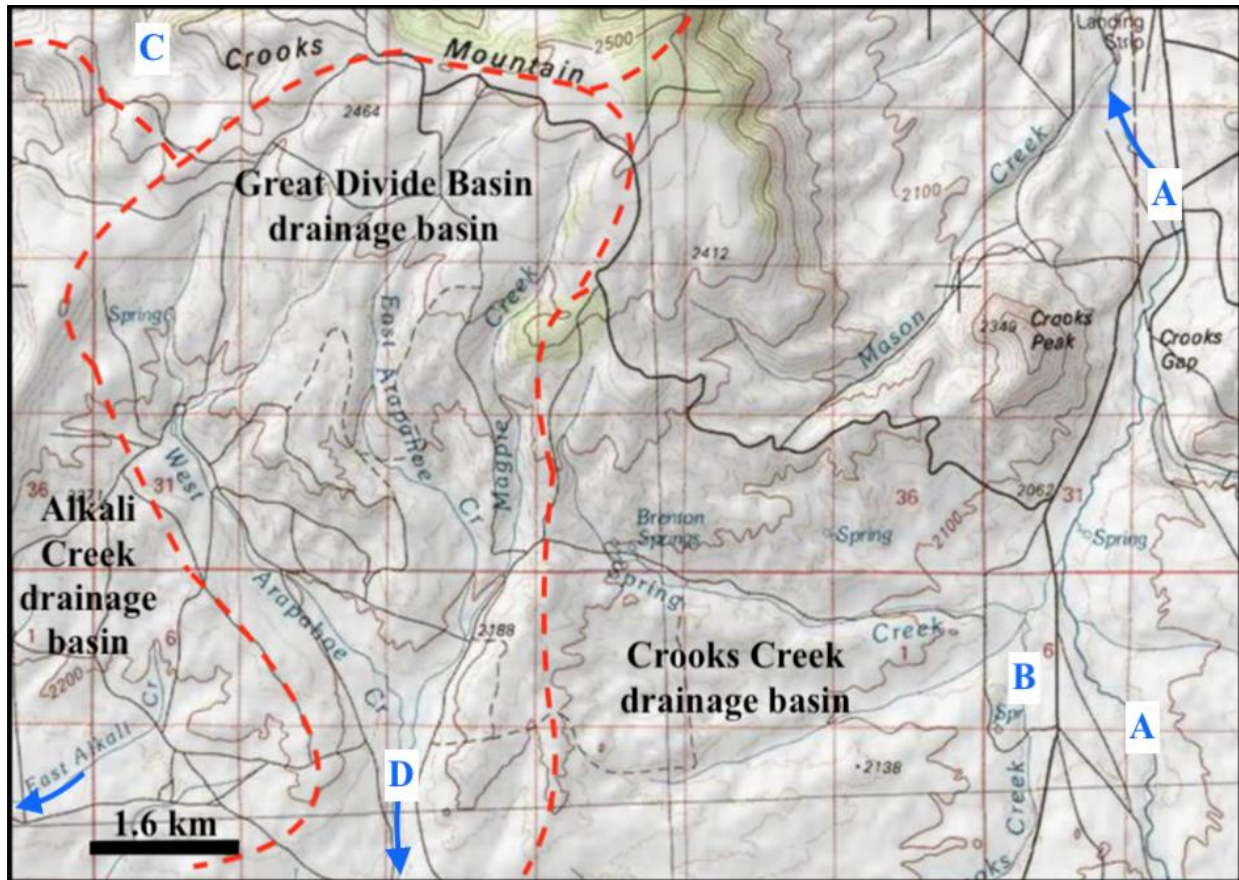 C
Crooks
Mountain
2500
Landing
Strip
2464
Great Divide Basin
drainage basin
Creek
2100
A
2412
Spring
East Arapahoe
Cr
Creek
Magpie
Mason
2349
Crooks
Peak
Crooks
Gap
West
Arapahoe
Cr
36
31
Alkali
Creek
drainage
basin
Brenton
Springs
Spring
36
2062
31
2100
Spring
Spring
Creek
1
6
2188
1
6
2200
Crooks Creek
drainage basin
B
Spr
A
East Alkali
Cr
D
2138
Creek
1.6 km